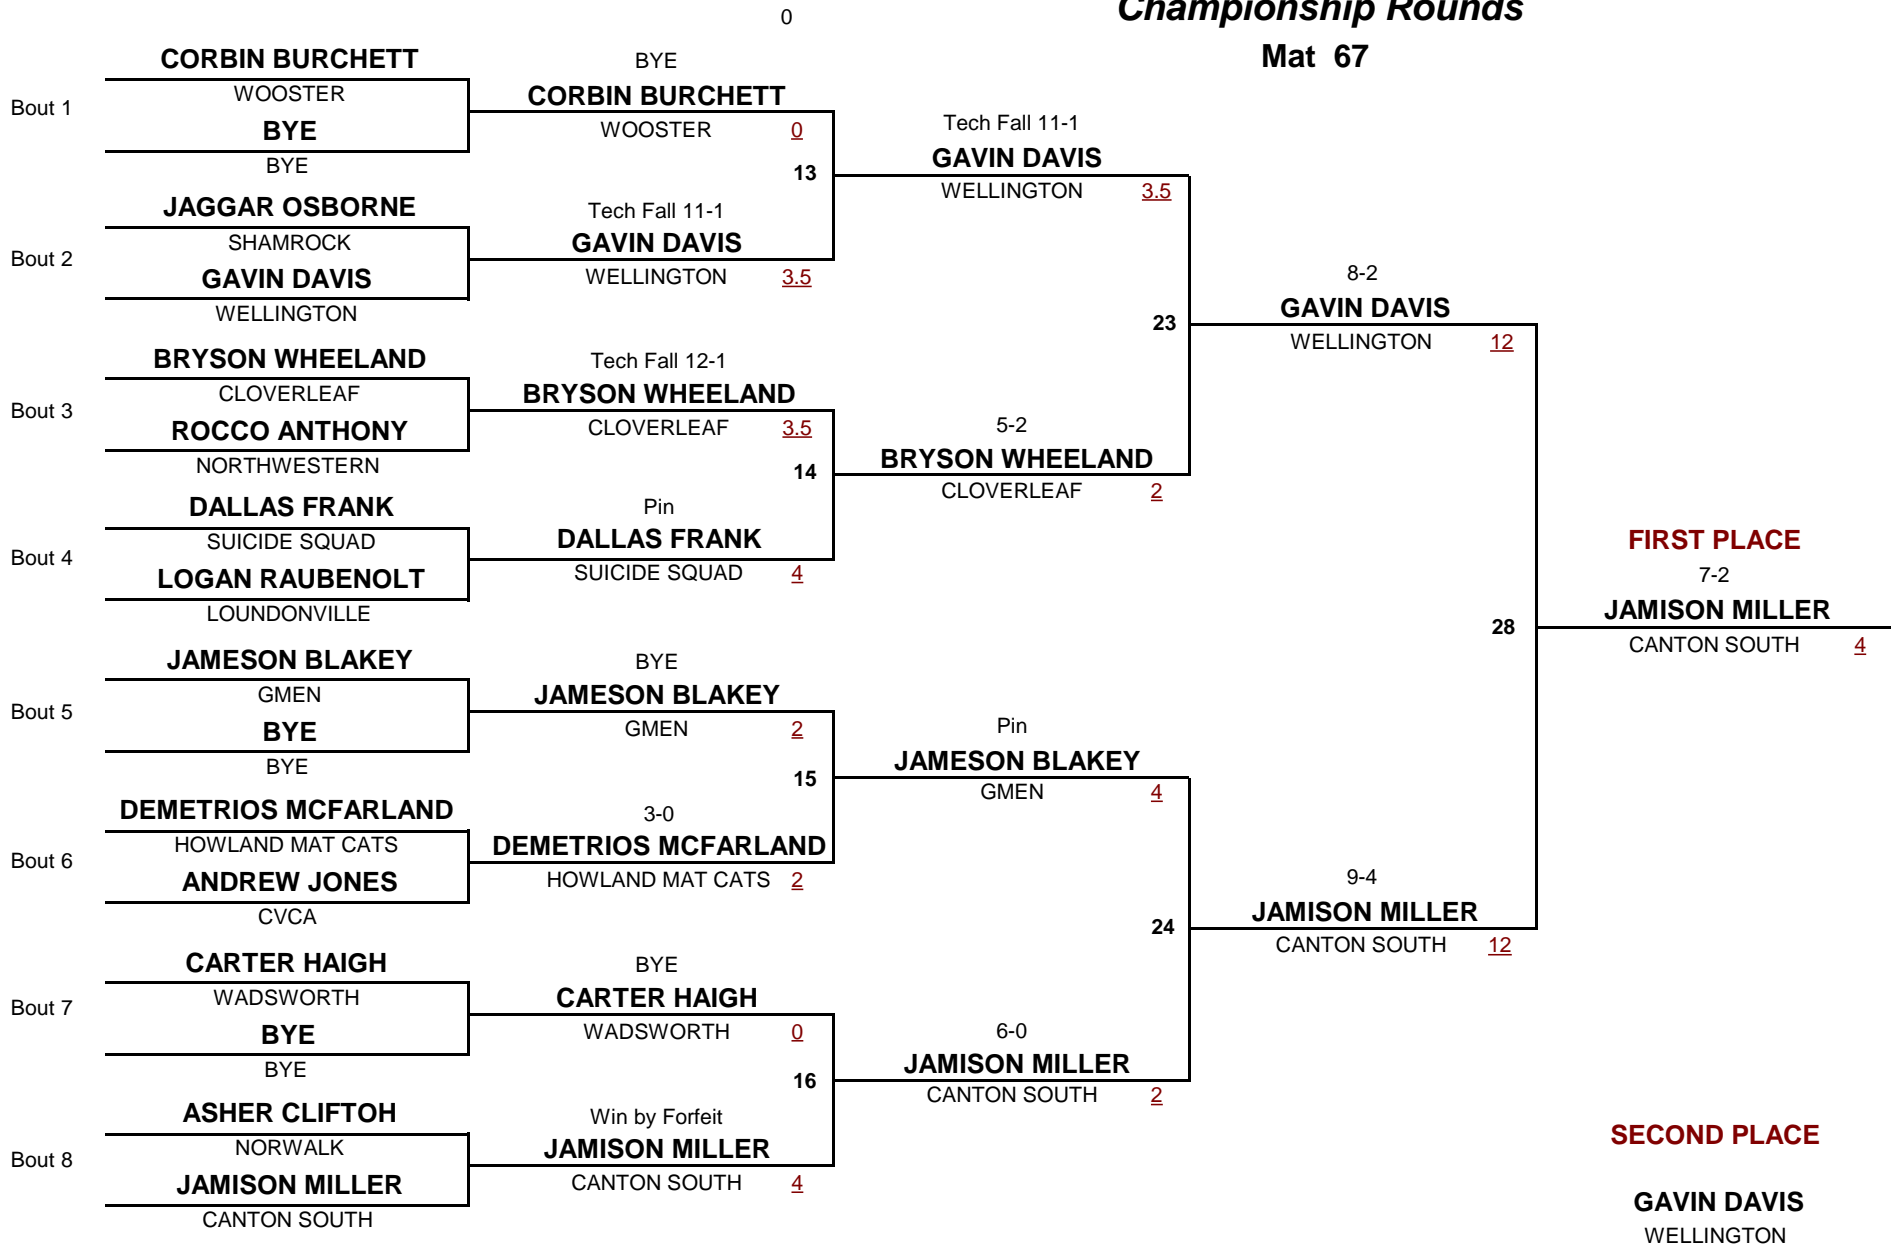 0
Championship Rounds
Mat 67
CORBIN BURCHETT
Bout 1
WOOSTER
BYE
BYE
JAGGAR OSBORNE
Bout 2
SHAMROCK
GAVIN DAVIS
WELLINGTON
BRYSON WHEELAND
Bout 3
CLOVERLEAF
ROCCO ANTHONY
NORTHWESTERN
DALLAS FRANK
Bout 4
SUICIDE SQUAD
LOGAN RAUBENOLT
LOUNDONVILLE
JAMESON BLAKEY
Bout 5
GMEN
BYE
BYE
DEMETRIOS MCFARLAND
Bout 6
HOWLAND MAT CATS
ANDREW JONES
CVCA
CARTER HAIGH
Bout 7
WADSWORTH
BYE
BYE
ASHER CLIFTOH
Bout 8
NORWALK
JAMISON MILLER
CANTON SOUTH
BYE
CORBIN BURCHETT
WOOSTER 0
13
Tech Fall 11-1
GAVIN DAVIS
WELLINGTON 3.5
Tech Fall 12-1
BRYSON WHEELAND
CLOVERLEAF 3.5
14
Pin
DALLAS FRANK
SUICIDE SQUAD 4
BYE
JAMESON BLAKEY
GMEN 2
15
3-0
DEMETRIOS MCFARLAND
HOWLAND MAT CATS 2
BYE
CARTER HAIGH
WADSWORTH 0
16
Win by Forfeit
JAMISON MILLER
CANTON SOUTH 4
Tech Fall 11-1
GAVIN DAVIS
WELLINGTON 3.5
23
5-2
BRYSON WHEELAND
CLOVERLEAF 2
Pin
JAMESON BLAKEY
GMEN 4
24
6-0
JAMISON MILLER
CANTON SOUTH 2
8-2
GAVIN DAVIS
WELLINGTON 12
28
9-4
JAMISON MILLER
CANTON SOUTH 12
FIRST PLACE
7-2
JAMISON MILLER
CANTON SOUTH 4
SECOND PLACE
GAVIN DAVIS
WELLINGTON